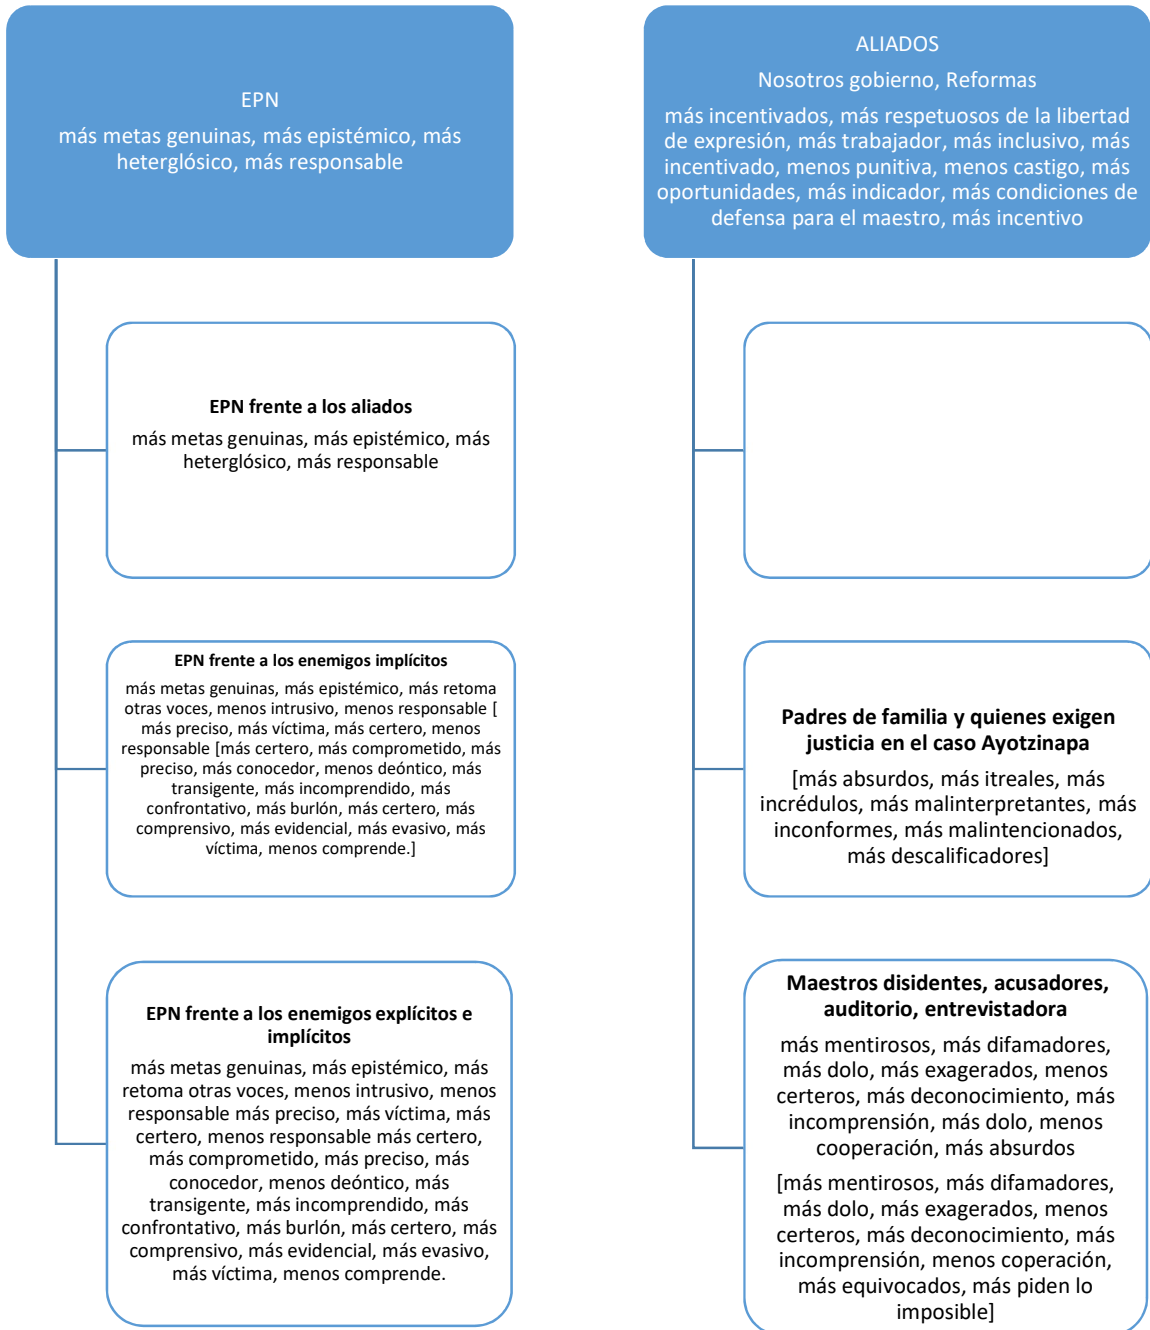 EPN
más metas genuinas, más epistémico, más
heterglósico, más responsable
EPN frente a los aliados
más metas genuinas, más epistémico, más
heterglósico, más responsable
EPN frente a los enemigos implícitos
más metas genuinas, más epistémico, más retoma
otras voces, menos intrusivo, menos responsable [
más preciso, más víctima, más certero, menos
responsable [más certero, más comprometido, más
preciso, más conocedor, menos deóntico, más
transigente, más incomprendido, más
confrontativo, más burlón, más certero, más
comprensivo, más evidencial, más evasivo, más
víctima, menos comprende.]
EPN frente a los enemigos explícitos e
implícitos
más metas genuinas, más epistémico, más
retoma otras voces, menos intrusivo, menos
responsable más preciso, más víctima, más
certero, menos responsable más certero,
más comprometido, más preciso, más
conocedor, menos deóntico, más
transigente, más incomprendido, más
confrontativo, más burlón, más certero, más
comprensivo, más evidencial, más evasivo,
más víctima, menos comprende.
ALIADOS
Nosotros gobierno, Reformas
más incentivados, más respetuosos de la libertad
de expresión, más trabajador, más inclusivo, más
incentivado, menos punitiva, menos castigo, más
oportunidades, más indicador, más condiciones de
defensa para el maestro, más incentivo
Padres de familia y quienes exigen
justicia en el caso Ayotzinapa
[más absurdos, más itreales, más
incrédulos, más malinterpretantes, más
inconformes, más malintencionados,
más descalificadores]
Maestros disidentes, acusadores,
auditorio, entrevistadora
más mentirosos, más difamadores,
más dolo, más exagerados, menos
certeros, más deconocimiento, más
incomprensión, más dolo, menos
cooperación, más absurdos
[más mentirosos, más difamadores,
más dolo, más exagerados, menos
certeros, más deconocimiento, más
incomprensión, menos coperación,
más equivocados, más piden lo
imposible]